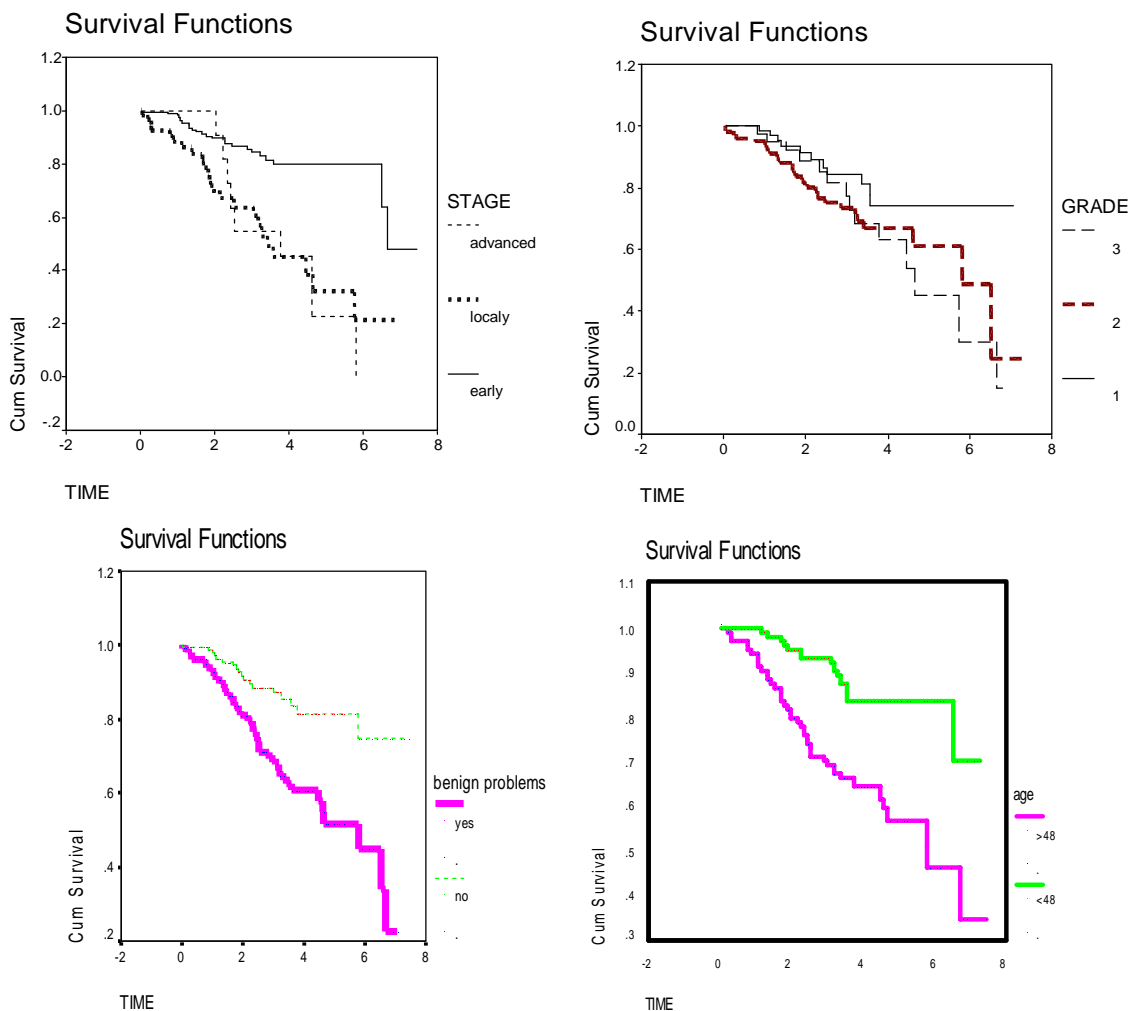 Survival Functions
1.2
1.0
.8
.6
.4
.2
0.0
-.2
-2
0
2
4
6
8
Cum Survival
TIME
STAGE
advanced
localy
early
Survival Functions
1.2
1.0
.8
.6
.4
.2
0.0
-2
0
2
4
6
8
Cum Survival
TIME
GRADE
3
2
1
Survival Functions
1.2
1.0
.8
.6
.4
.2
-2
0
2
4
6
8
Cum Survival
TIME
benign problems
yes
no
Survival Functions
1.1
1.0
.9
.8
.7
.6
.5
.4
.3
-2
0
2
4
6
8
Cum Survival
TIME
age
>48
<48